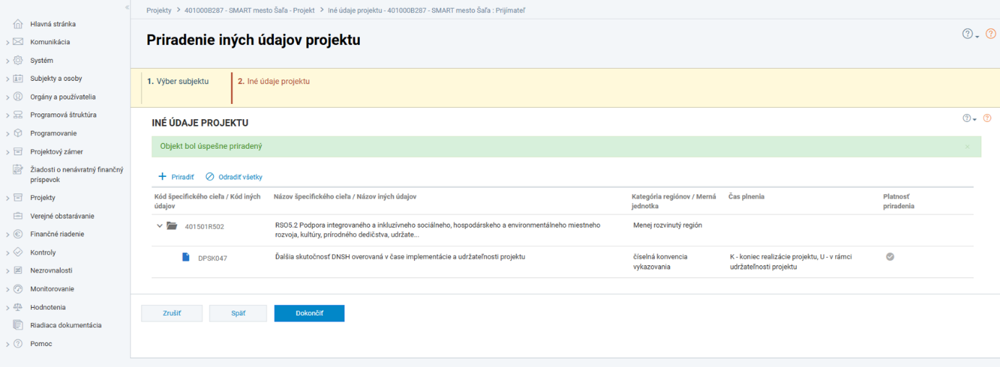 Projekty > 401000B287 - SMART mesto Šaľa - Projekt > Iné údaje projektu - 401000B287 - SMART mesto Šaľa : Prijímateľ
Hlavná stránka
Komunikácia
Systém
Subjekty a osoby
Orgány a používatelia
Programová štruktúra
Programovanie
Projektový zámer
Žiadosti o nenávratný finančný
príspevok
Projekty
Verejné obstarávanie
Finančné riadenie
Kontroly
Nezrovnalosti
Monitorovanie
Hodnotenia
Riadiaca dokumentácia
Pomoc
Priradenie iných údajov projektu
1. Výber subjektu
2. Iné údaje projektu
INÉ ÚDAJE PROJEKTU
Objekt bol úspešne priradený
Priradiť Odradiť všetky
Kód špecifického cieľa / Kód iných
údajov
Názov špecifického cieľa / Názov iných údajov
Kategória regiónov / Merná
jednotka
Čas plnenia
Platnosť
priradenia
401501R502
RSO5.2 Podpora integrovaného a inkluzívneho sociálneho, hospodárskeho a environmentálneho miestneho
rozvoja, kultúry, prírodného dedičstva, udržate...
Menej rozvinutý región
DPSK047
Ďalšia skutočnosť DNSH overovaná v čase implementácie a udržateľnosti projektu
číselná konvencia
vykazovania
K - koniec realizácie projektu, U - v rámci
udržateľnosti projektu
Zrušiť
Späť
Dokončiť